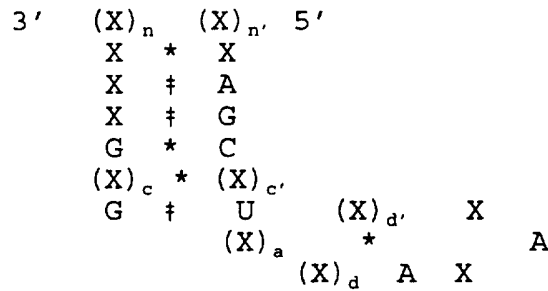 3' (X)n (X)n' 5'
X * X
X ‡ A
X ‡ G
G * C
(X)c * (X)c'
G ‡ U (X)d' X
(X)a * A
(X)d A X